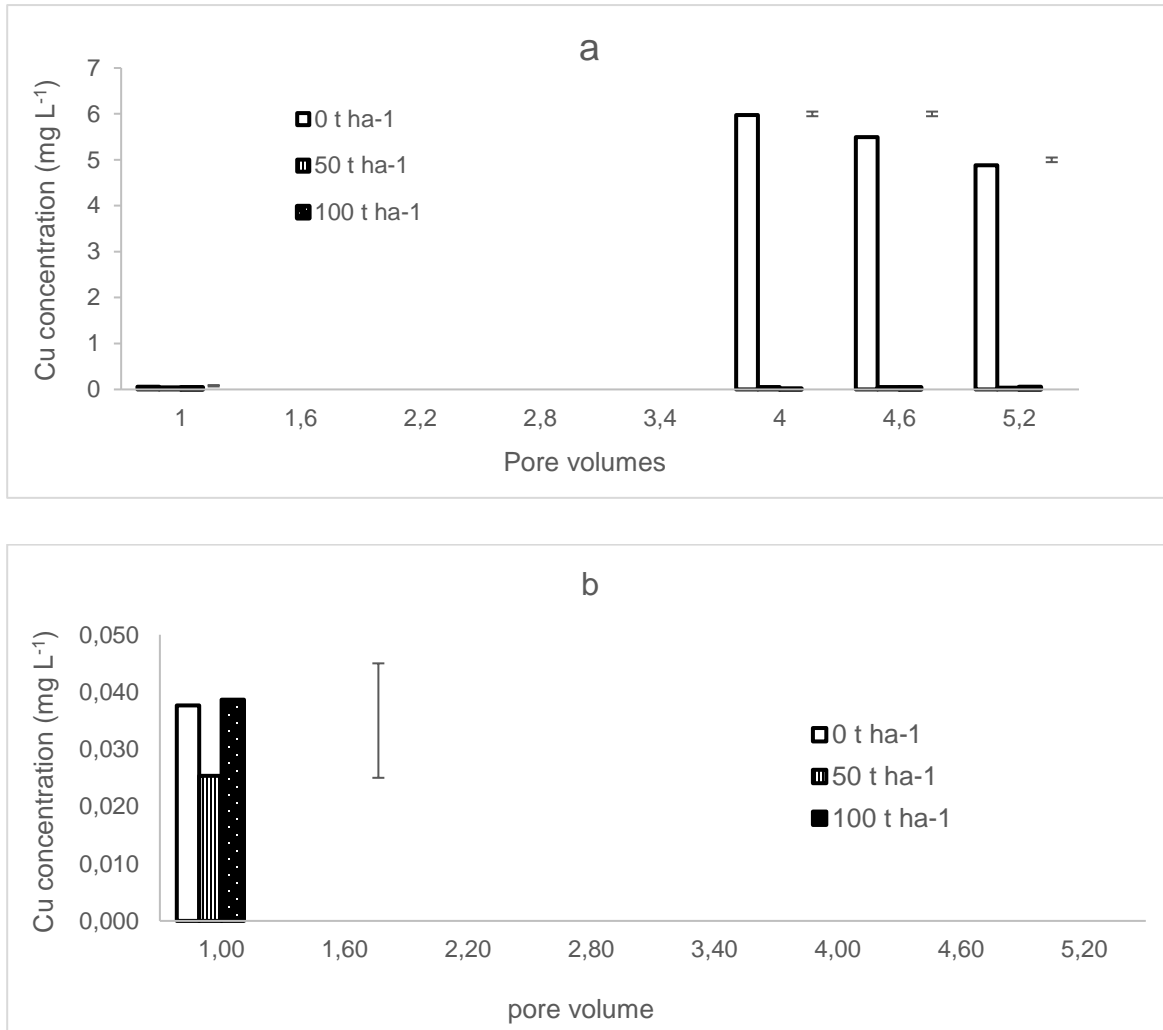 a
Cu concentration (mg L-1)
7
6
5
4
3
2
1
0
0 t ha-1
50 t ha-1
100 t ha-1
1 1,6 2,2 2,8 3,4 4 4,6 5,2
Pore volumes
b
Cu concentration (mg L-1)
0,050
0,040
0,030
0,020
0,010
0,000
0 t ha-1
50 t ha-1
100 t ha-1
1,00 1,60 2,20 2,80 3,40 4,00 4,60 5,20
pore volume